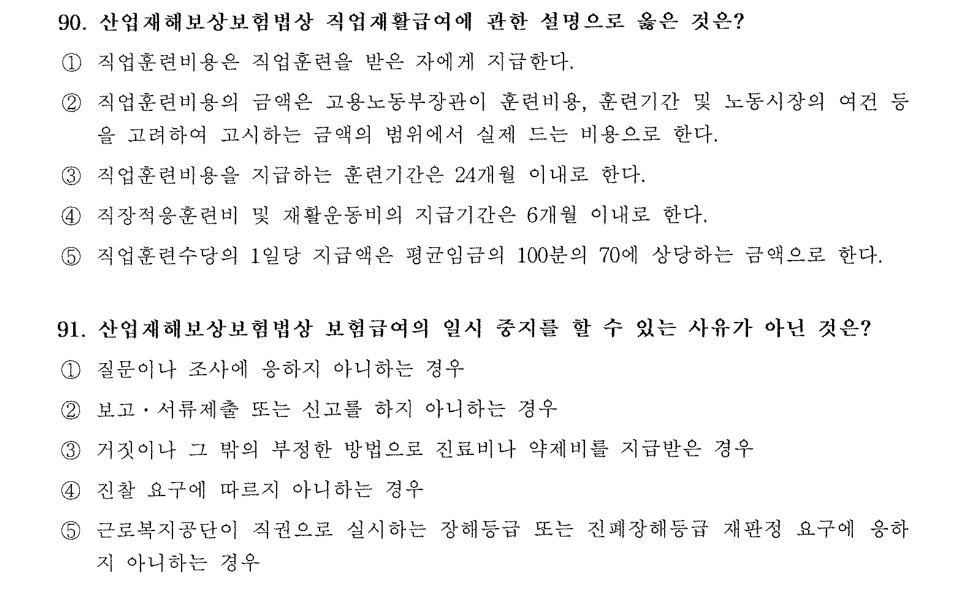 90. 산업재해보상보험법상 직업재활급여에 관한 설명으로 옳은 것은?
① 직업훈련비용은 직업훈련을 받은 자에게 지급한다.
② 직업훈련비용의 금액은 고용노동부장관이 훈련비용, 훈련기간 및 노동시장의 여건 등
을 고려하여 고시하는 금액의 범위에서 실제 드는 비용으로 한다.
③ 직업훈련비용을 지급하는 훈련기간은 24개월 이내로 한다.
④ 직장적응훈련비 및 재활운동비의 지급기간은 6개월 이내로 한다.
⑤ 직업훈련수당의 1일당 지급액은 평균임금의 100분의 70에 상당하는 금액으로 한다.
91. 산업재해보상보험법상 보험급여의 일시 중지를 할 수 있는 사유가 아닌 것은?
① 질문이나 조사에 응하지 아니하는 경우
② 보고·서류제출 또는 신고를 하지 아니하는 경우
③ 거짓이나 그 밖의 부정한 방법으로 진료비나 약제비를 지급받은 경우
④ 진찰 요구에 따르지 아니하는 경우
⑤ 근로복지공단이 직권으로 실시하는 장해등급 또는 진폐장해등급 재판정 요구에 응하
지 아니하는 경우